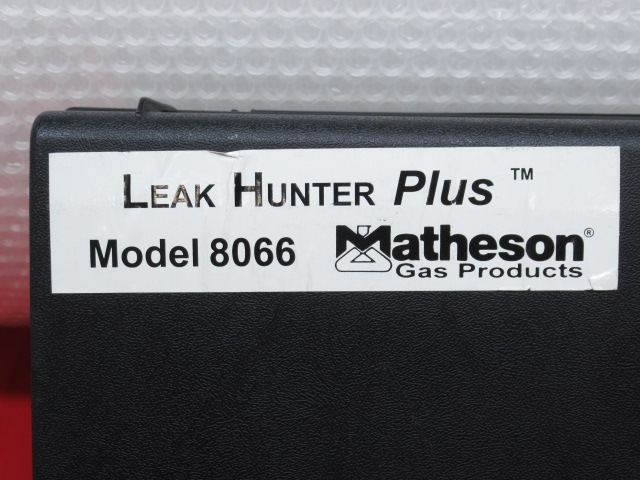 LEAK HUNTER Plus ™
Model 8066 Matheson®
Gas Products